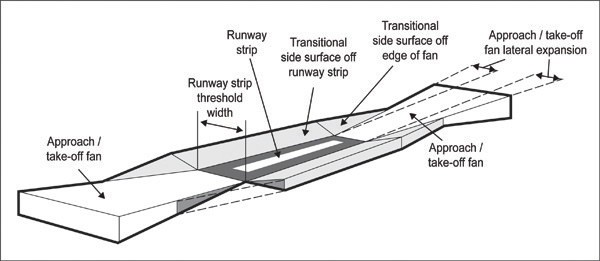 Runway
strip
Transitional
side surface off
runway strip
Transitional
side surface off
edge of fan
Approach / take-off
fan lateral expansion
Runway strip
threshold
width
Approach /
take-off fan
Approach /
take-off fan